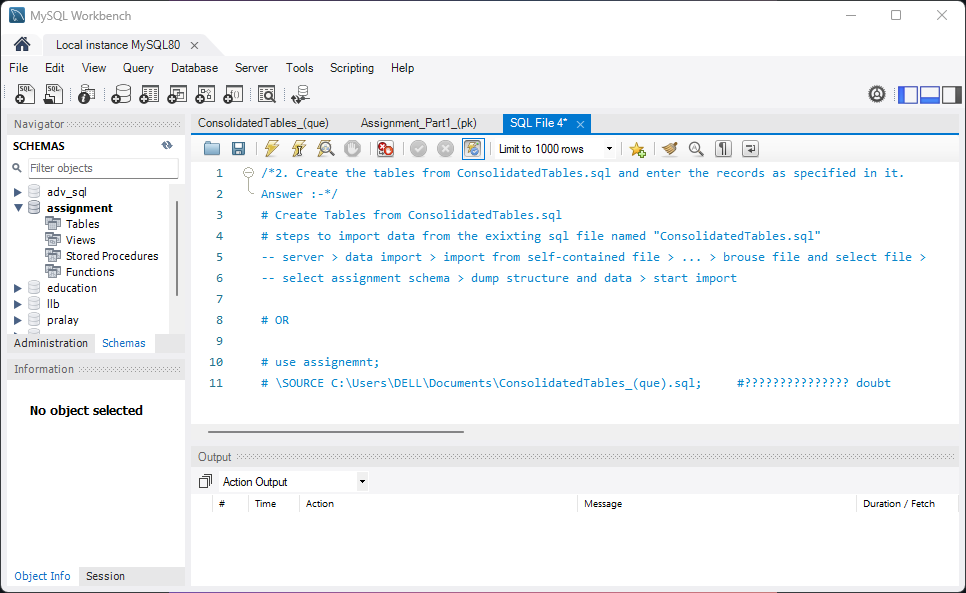 MySQL Workbench
Local instance MySQL80
File Edit View Query Database Server Tools Scripting Help
Navigator
SCHEMAS
Filter objects
adv_sql
assignment
Tables
Views
Stored Procedures
Functions
education
llb
pralay
Administration Schemas
Information
No object selected
Object Info Session
ConsolidatedTables_(que) Assignment_Part1_(pk) SQL File 4*
Limit to 1000 rows
1 /*2. Create the tables from ConsolidatedTables.sql and enter the records as specified in it.
2 Answer :-*/
3 # Create Tables from ConsolidatedTables.sql
4 # steps to import data from the exixting sql file named "ConsolidatedTables.sql"
5 -- server > data import > import from self-contained file > ... > brouse file and select file >
6 -- select assignment schema > dump structure and data > start import
7
8 # OR
9
10 # use assignemnt;
11 # \SOURCE C:\Users\DELL\Documents\ConsolidatedTables_(que).sql; #??????????????? doubt
Output
Action Output
# Time Action Message Duration / Fetch